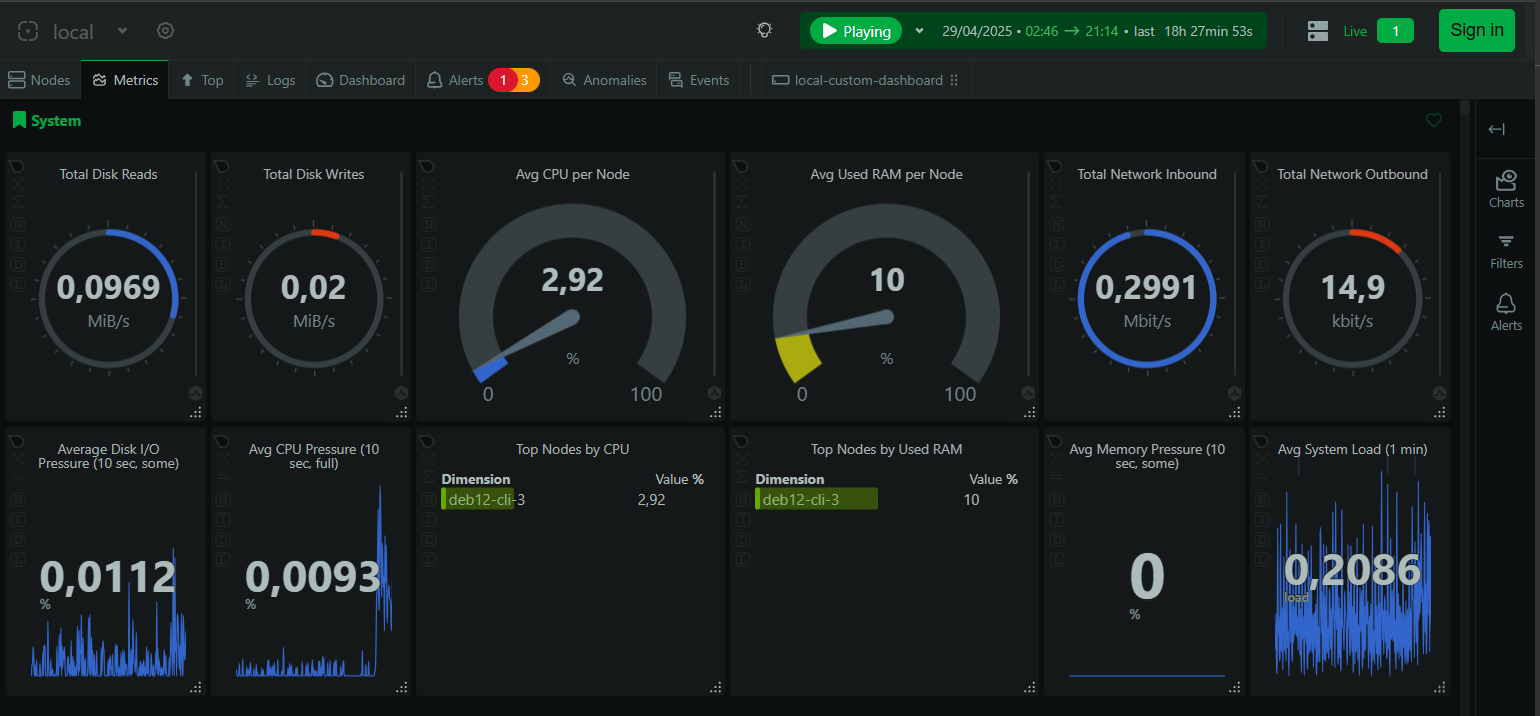 local
Playing 29/04/2025 • 02:46 → 21:14 • last 18h 27min 53s
Live 1
Sign in
Nodes Metrics Top Logs Dashboard Alerts 1 3 Anomalies Events local-custom-dashboard
System
Total Disk Reads
0,0969
MiB/s
Total Disk Writes
0,02
MiB/s
Avg CPU per Node
2,92
%
0 100
Avg Used RAM per Node
10
%
0 100
Total Network Inbound
0,2991
Mbit/s
Total Network Outbound
14,9
kbit/s
Charts
Filters
Alerts
Average Disk I/O
Pressure (10 sec, some)
0,0112
%
Avg CPU Pressure (10
sec, full)
0,0093
%
Top Nodes by CPU
Dimension Value %
deb12-cli-3 2,92
Top Nodes by Used RAM
Dimension Value %
deb12-cli-3 10
Avg Memory Pressure (10
sec, some)
0
%
Avg System Load (1 min)
0,2086
load